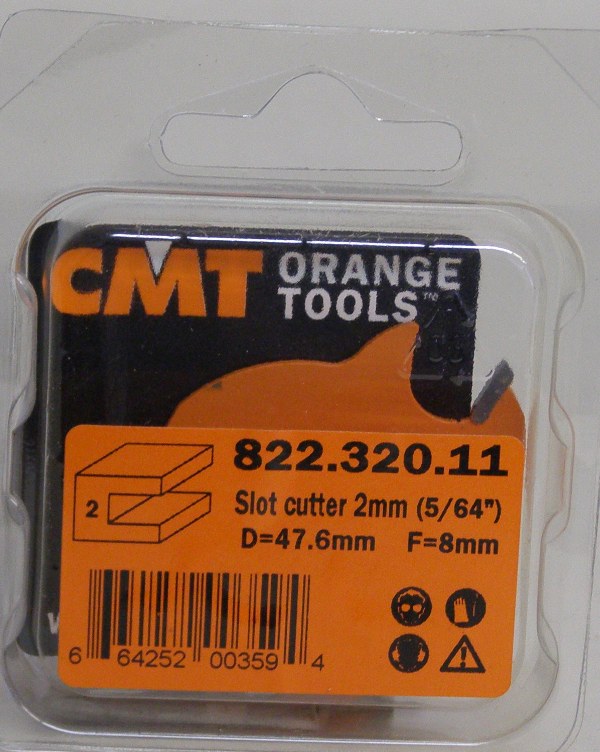 CMT ORANGE
TOOLS™
822.320.11
2
Slot cutter 2mm (5/64")
D=47.6mm F=8mm
6 64252 00359 4